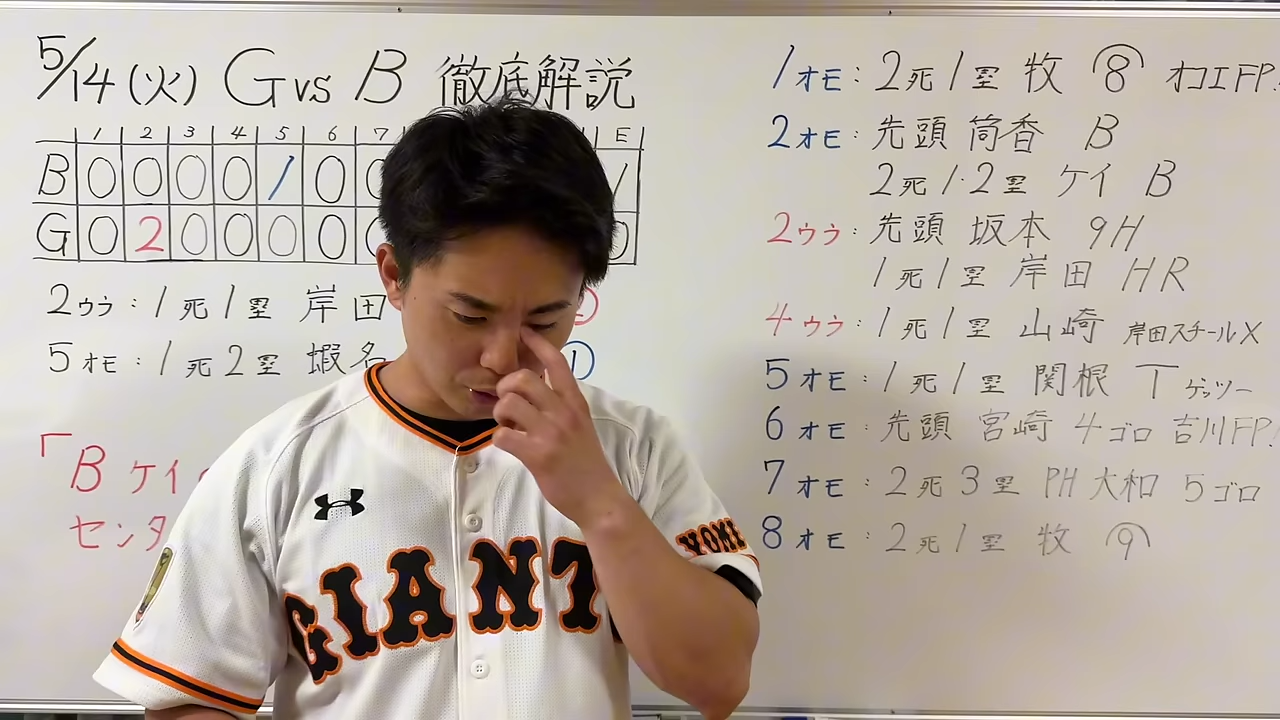 5/14(火) G vs B 徹底解説
1 2 3 4 5 6 7 E
B 0 0 0 0 1 0 0 1
G 0 2 0 0 0 0 0 0
2ウラ:1死1塁 岸田 ②
5オモ:1死2塁 蝦名 ①
「B ケイ
センタ
1オモ:2死1塁 牧 ⑧ オコエFP.
2オモ:先頭 筒香 B
2死1・2塁 ケイ B
2ウラ:先頭 坂本 9H
1死1塁 岸田 HR
4ウラ:1死1塁 山崎 岸田スチールX
5オモ:1死1塁 関根 T ゲッツー
6オモ:先頭 宮崎 4ゴロ 吉川FP.
7オモ:2死3塁 PH大和 5ゴロ
8オモ:2死1塁 牧 ⑨
GIANT
YOMI